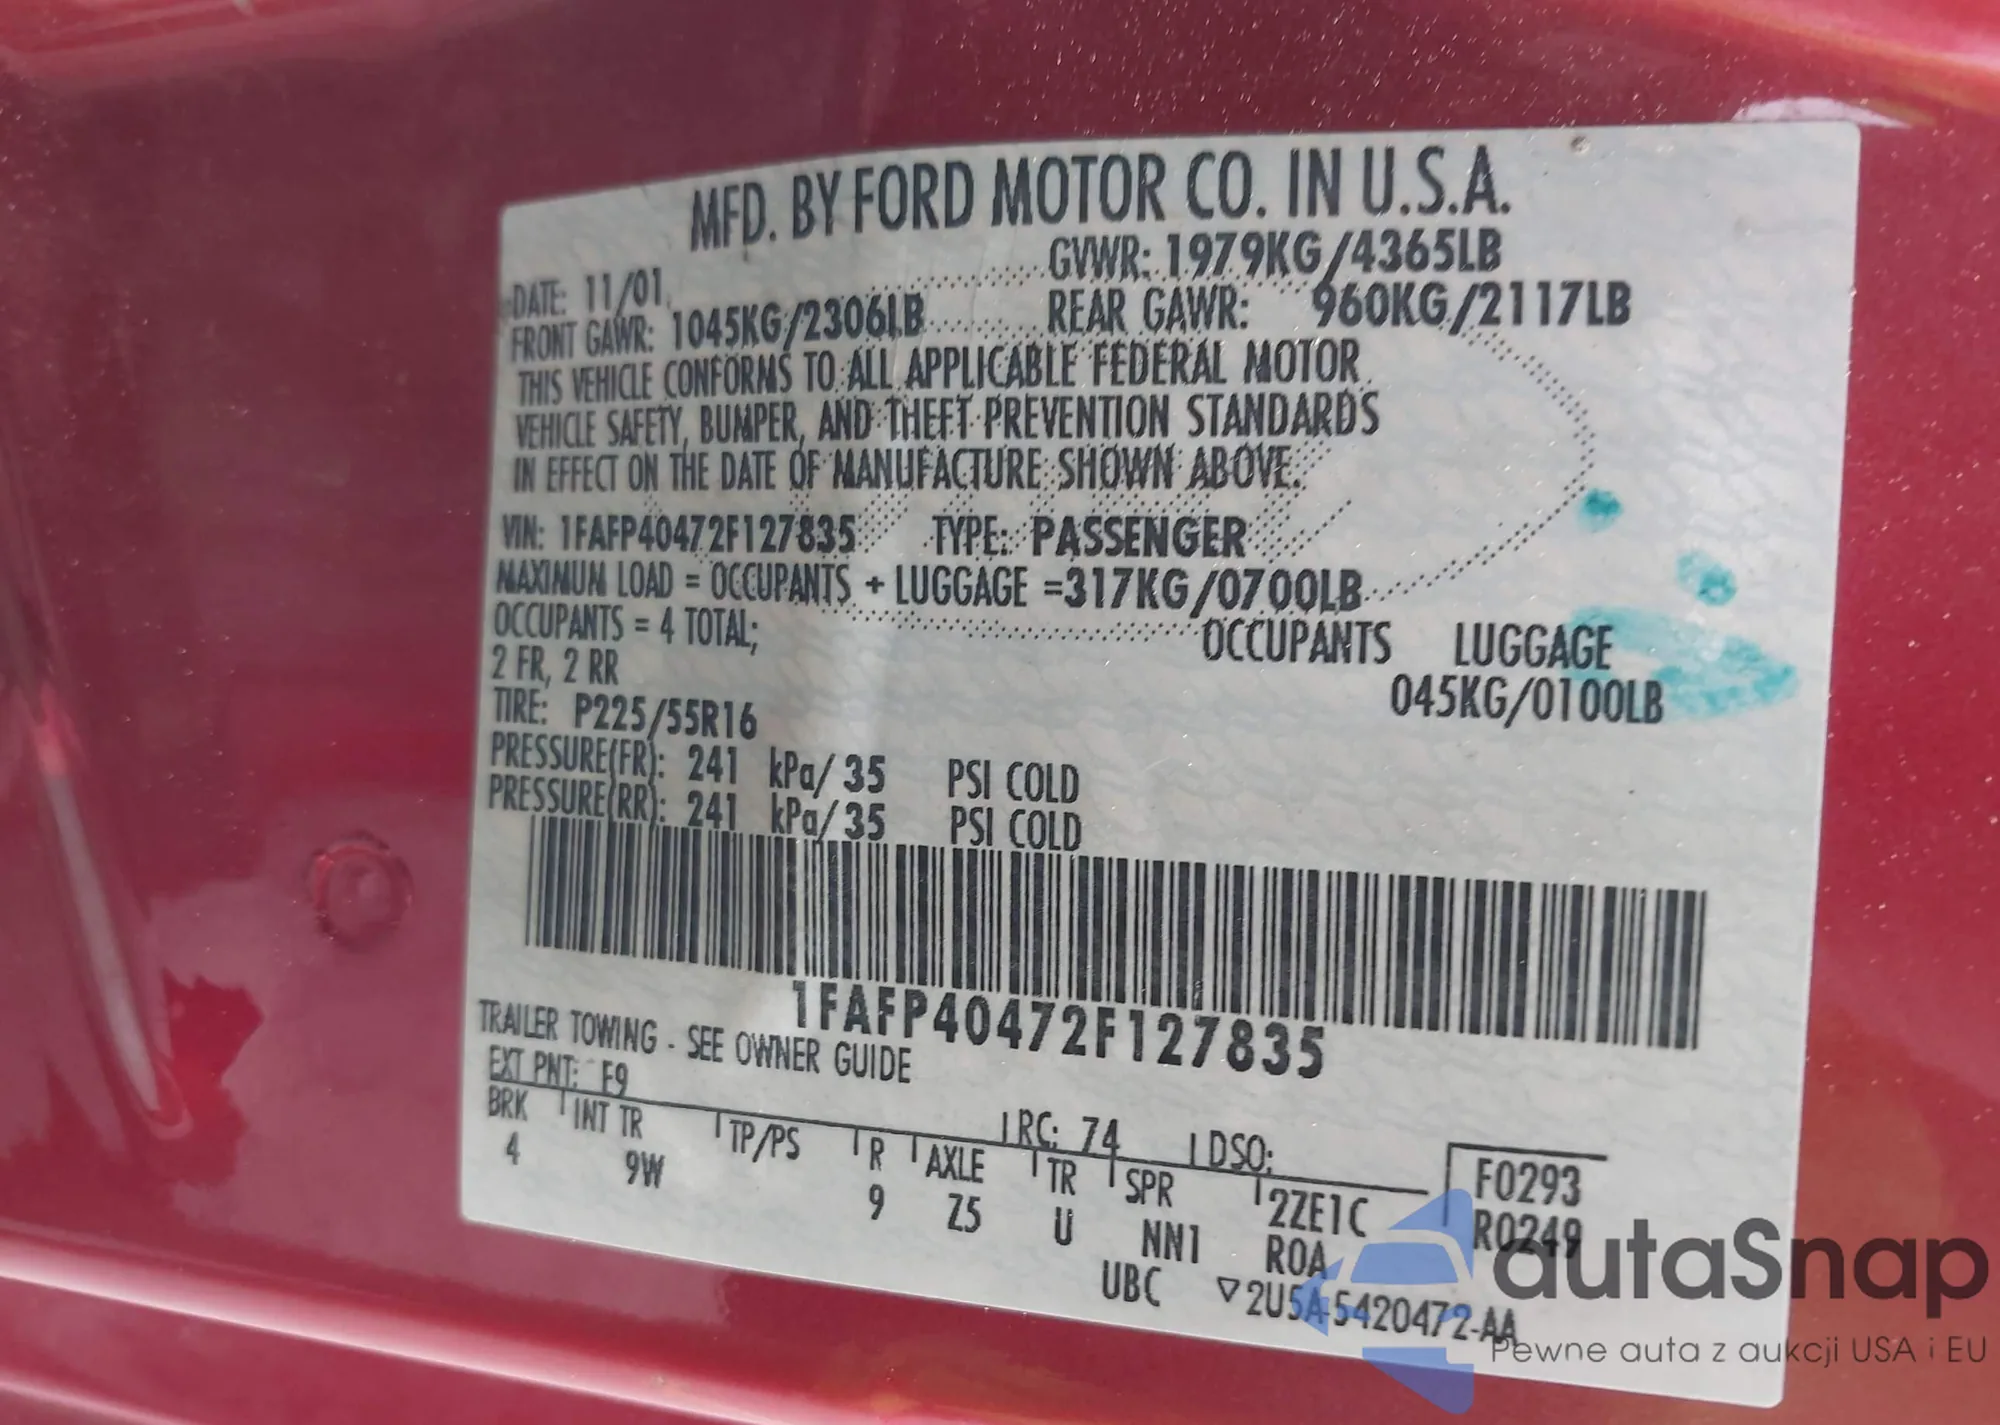 MFD. BY FORD MOTOR CO. IN U.S.A.
DATE: 11/01 GVWR: 1979KG/4365LB
FRONT GAWR: 1045KG/2306LB REAR GAWR: 960KG/2117LB
THIS VEHICLE CONFORMS TO ALL APPLICABLE FEDERAL MOTOR
VEHICLE SAFETY, BUMPER, AND THEFT PREVENTION STANDARDS
IN EFFECT ON THE DATE OF MANUFACTURE SHOWN ABOVE.
VIN: 1FAFP40472F127835 TYPE: PASSENGER
MAXIMUM LOAD = OCCUPANTS + LUGGAGE =317KG/0700LB
OCCUPANTS = 4 TOTAL; OCCUPANTS LUGGAGE
2 FR, 2 RR 045KG/0100LB
TIRE: P225/55R16
PRESSURE(FR): 241 kPa/ 35 PSI COLD
PRESSURE(RR): 241 kPa/ 35 PSI COLD
1FAFP40472F127835
TRAILER TOWING - SEE OWNER GUIDE
EXT PNT: F9 RC: 74 DSO:
BRK INT TR TP/PS R AXLE TR SPR 2ZE1C F0293
4 9W 9 Z5 U NN1 ROA R0249
UBC ▽2U5A-5420472-AA
autaSnap
Pewne auta z aukcji USA i EU